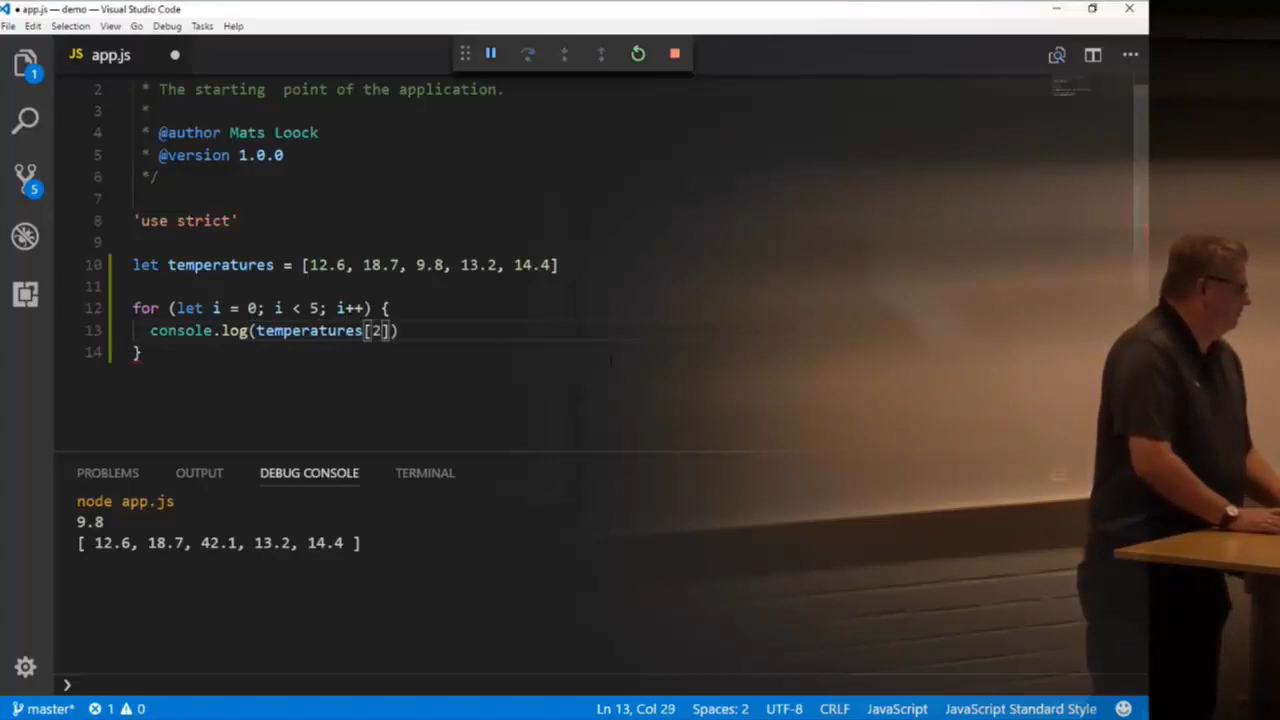 app.js — demo — Visual Studio Code
File Edit Selection View Go Debug Tasks Help
JS app.js
1
5
2 * The starting  point of the application.
3 *
4 * @author Mats Loock
5 * @version 1.0.0
6 */
7
8 'use strict'
9
10 let temperatures = [12.6, 18.7, 9.8, 13.2, 14.4]
11
12 for (let i = 0; i < 5; i++) {
13 console.log(temperatures[2])
14 }
PROBLEMS OUTPUT DEBUG CONSOLE TERMINAL
node app.js
9.8
[ 12.6, 18.7, 42.1, 13.2, 14.4 ]
master* 1 0 Ln 13, Col 29 Spaces: 2 UTF-8 CRLF JavaScript JavaScript Standard Style